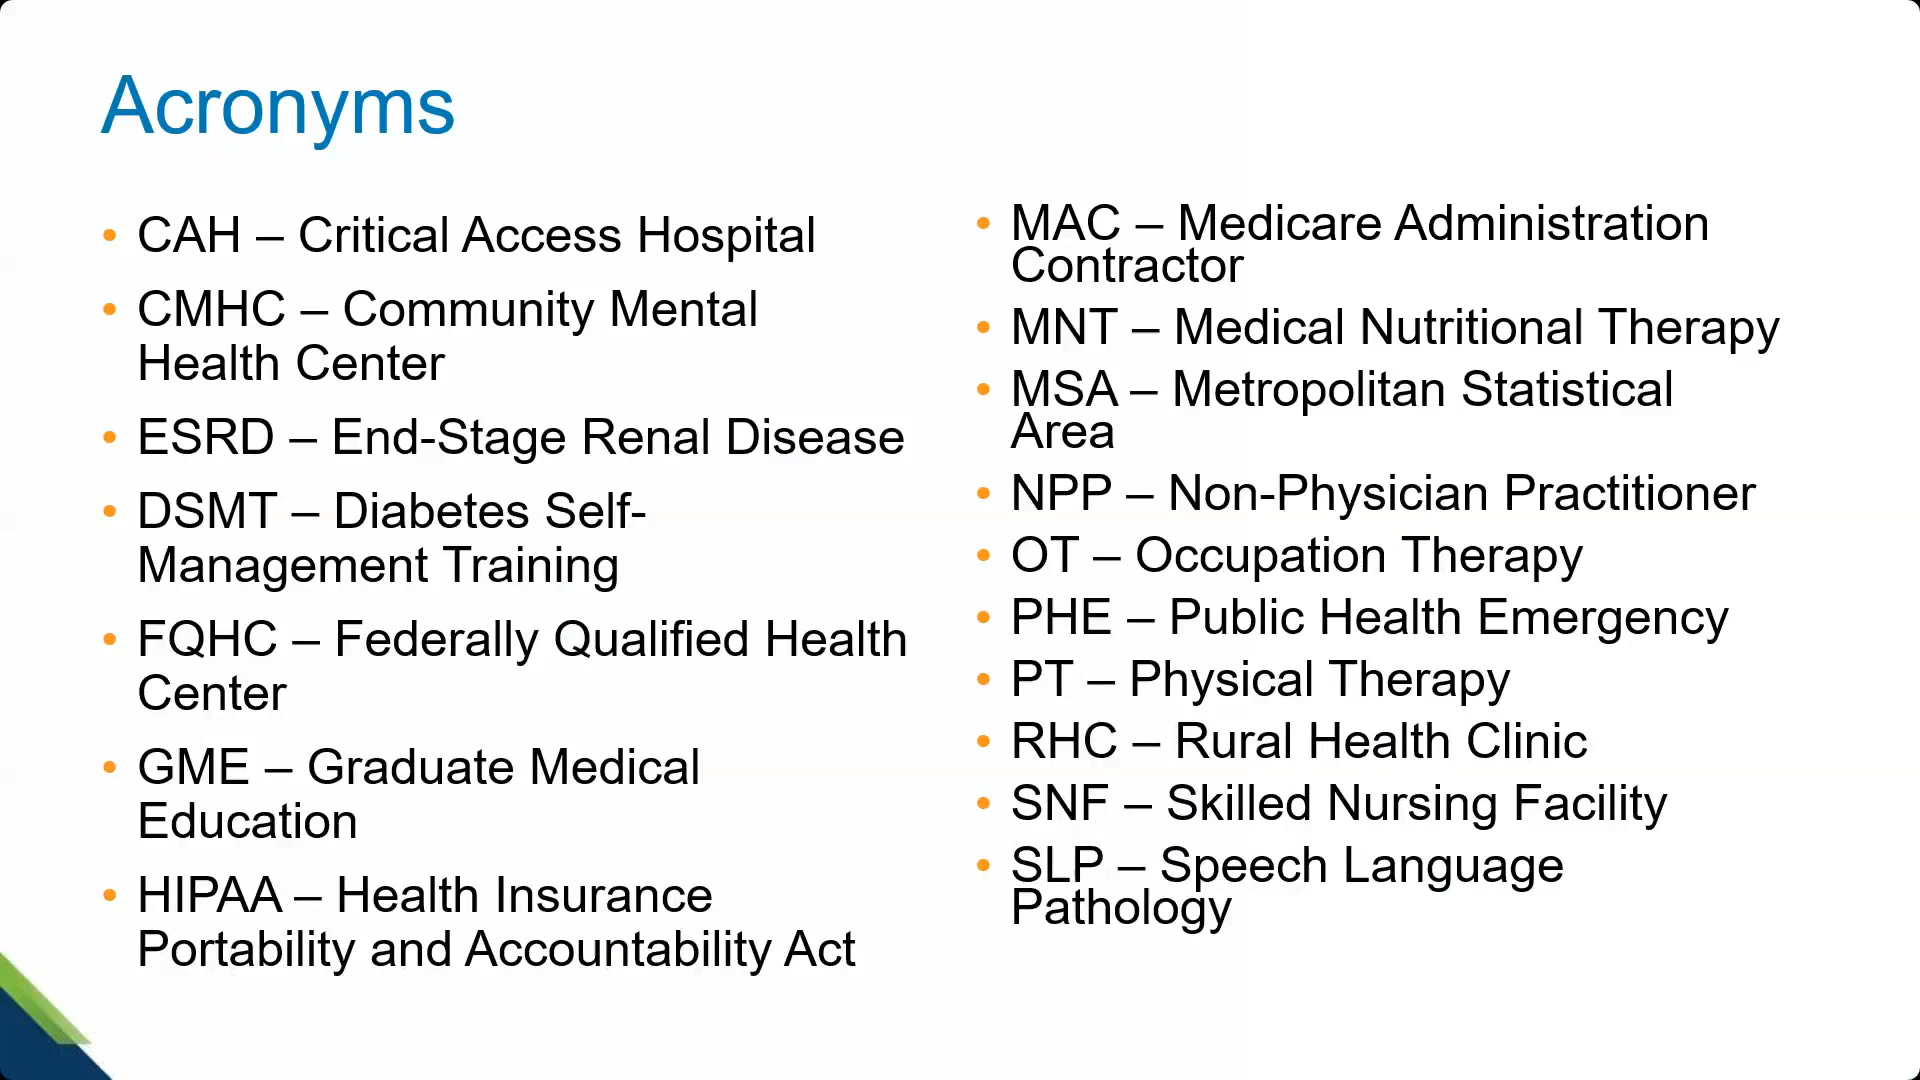 Acronyms
• CAH – Critical Access Hospital
• CMHC – Community Mental
Health Center
• ESRD – End-Stage Renal Disease
• DSMT – Diabetes Self-
Management Training
• FQHC – Federally Qualified Health
Center
• GME – Graduate Medical
Education
• HIPAA – Health Insurance
Portability and Accountability Act
• MAC – Medicare Administration
Contractor
• MNT – Medical Nutritional Therapy
• MSA – Metropolitan Statistical
Area
• NPP – Non-Physician Practitioner
• OT – Occupation Therapy
• PHE – Public Health Emergency
• PT – Physical Therapy
• RHC – Rural Health Clinic
• SNF – Skilled Nursing Facility
• SLP – Speech Language
Pathology